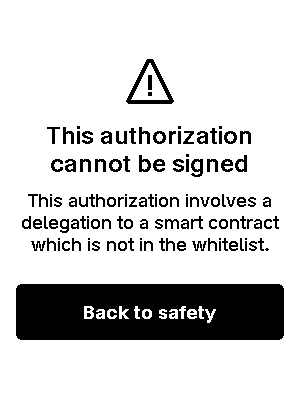 This authorization
cannot be signed
This authorization involves a
delegation to a smart contract
which is not in the whitelist.
Back to safety